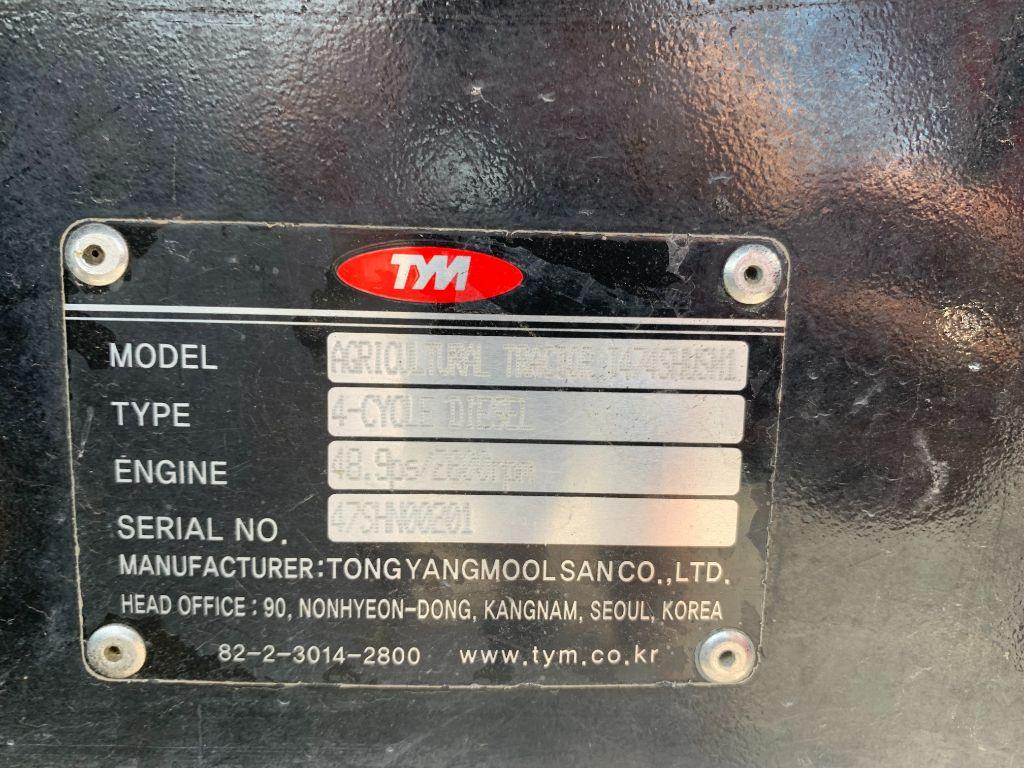 TYM
MODEL AGRICULTURAL TRACTOR
TYPE 4-CYCLE DIESEL
ENGINE 48.9ps/2600rpm
SERIAL NO. 47SHN00201
MANUFACTURER:TONGYANGMOOLSANCO.,LTD.
HEAD OFFICE : 90, NONHYEON-DONG, KANGNAM, SEOUL, KOREA
82-2-3014-2800 www.tym.co.kr